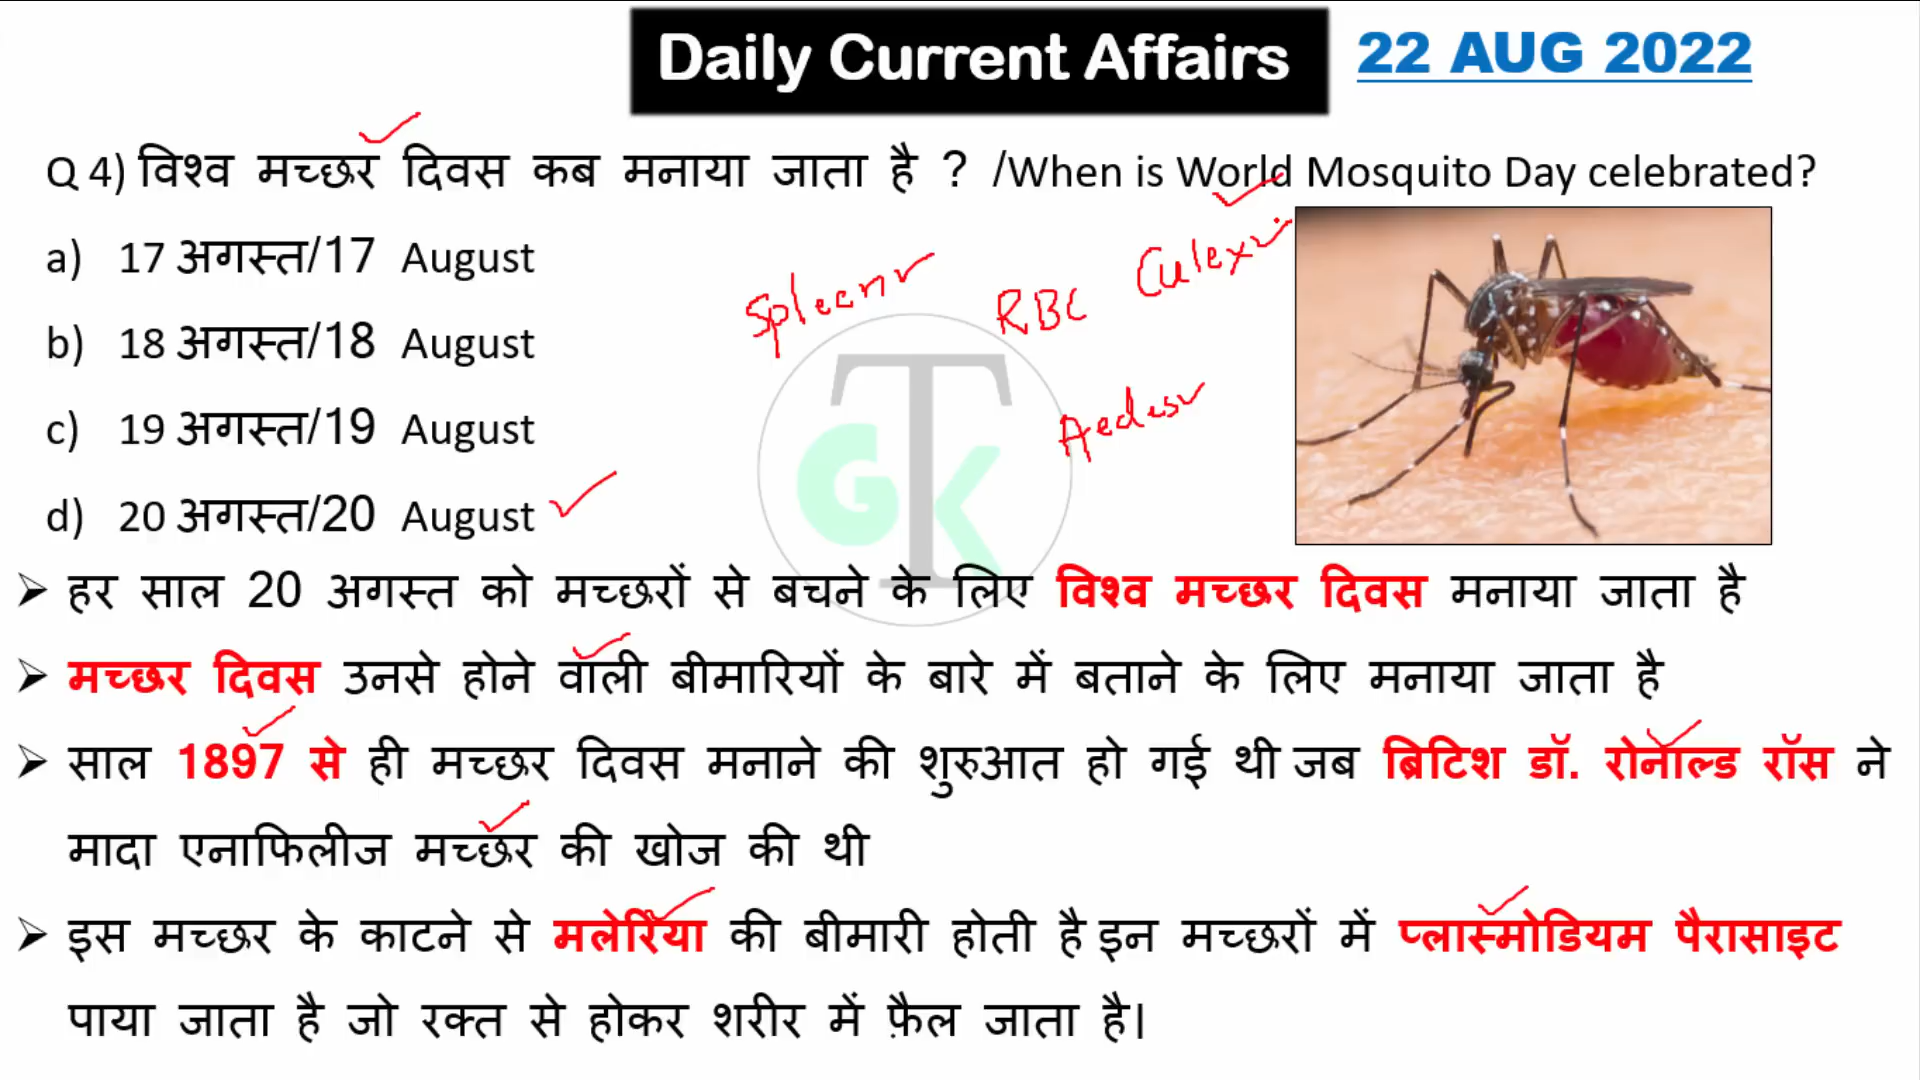 Daily Current Affairs 22 AUG 2022
Q 4) विश्व मच्छर दिवस कब मनाया जाता है ? /When is World Mosquito Day celebrated?
a) 17 अगस्त/17 August
b) 18 अगस्त/18 August
c) 19 अगस्त/19 August
d) 20 अगस्त/20 August
Spleen
RBC
Culex
Aedes
GTK
➢ हर साल 20 अगस्त को मच्छरों से बचने के लिए विश्व मच्छर दिवस मनाया जाता है
➢ मच्छर दिवस उनसे होने वाली बीमारियों के बारे में बताने के लिए मनाया जाता है
➢ साल 1897 से ही मच्छर दिवस मनाने की शुरुआत हो गई थी जब ब्रिटिश डॉ. रोनाल्ड रॉस ने
मादा एनाफिलीज मच्छर की खोज की थी
➢ इस मच्छर के काटने से मलेरिया की बीमारी होती है इन मच्छरों में प्लास्मोडियम पैरासाइट
पाया जाता है जो रक्त से होकर शरीर में फ़ैल जाता है।